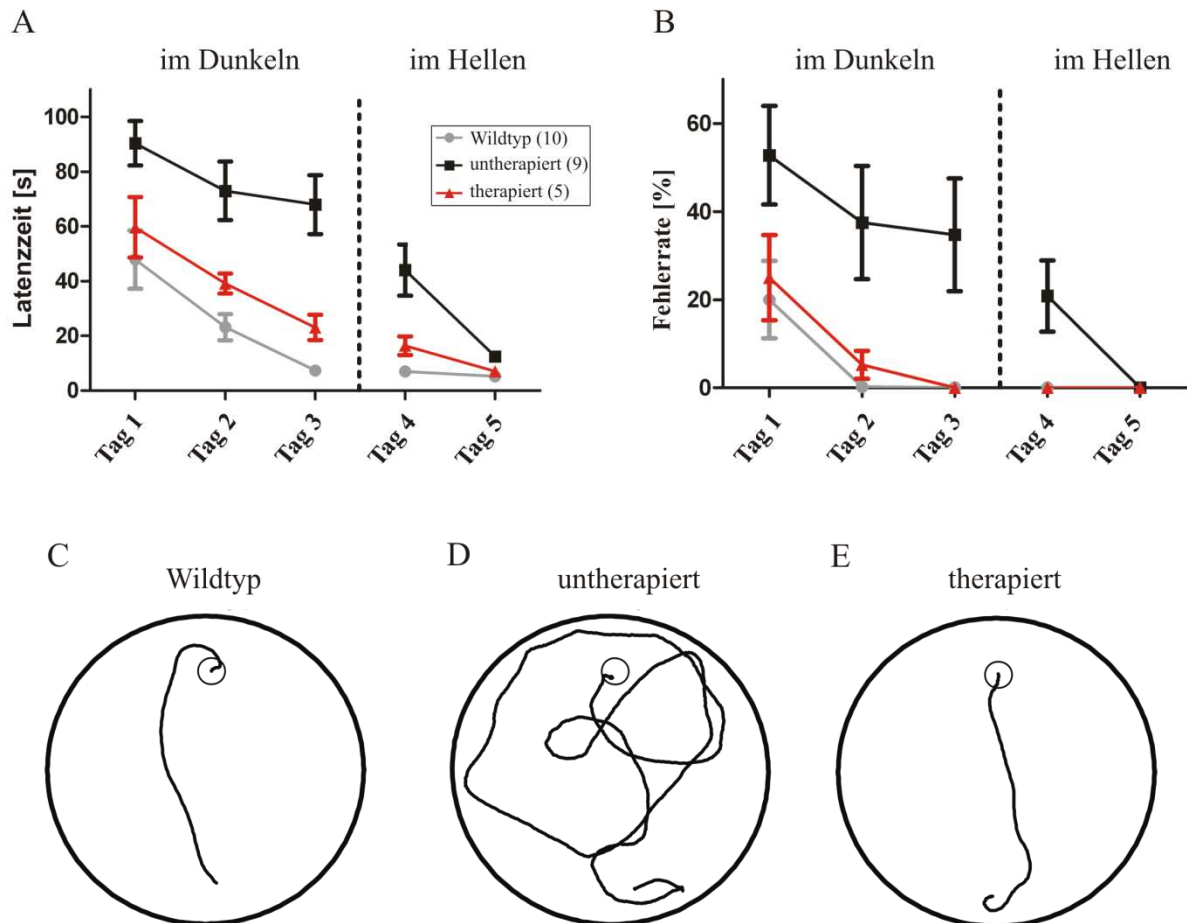 A
im Dunkeln
im Hellen
Latenzzeit [s]
100
80
60
40
20
0
Wildtyp (10)
untherapiert (9)
therapiert (5)
Tag 1
Tag 2
Tag 3
Tag 4
Tag 5
B
im Dunkeln
im Hellen
Fehlerrate [%]
60
40
20
0
Tag 1
Tag 2
Tag 3
Tag 4
Tag 5
C
Wildtyp
D
untherapiert
E
therapiert